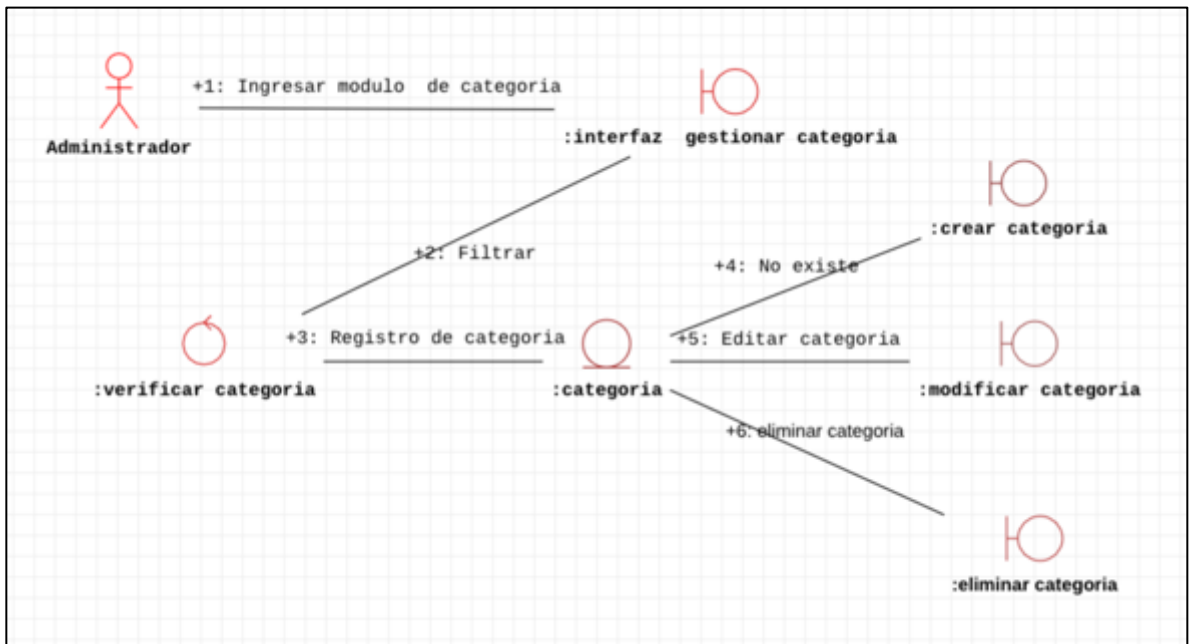 +1: Ingresar modulo de categoria
Administrador
:interfaz gestionar categoria
:crear categoria
+2: Filtrar
+4: No existe
+3: Registro de categoria
+5: Editar categoria
:verificar categoria
:categoria
:modificar categoria
+6: eliminar categoria
:eliminar categoria